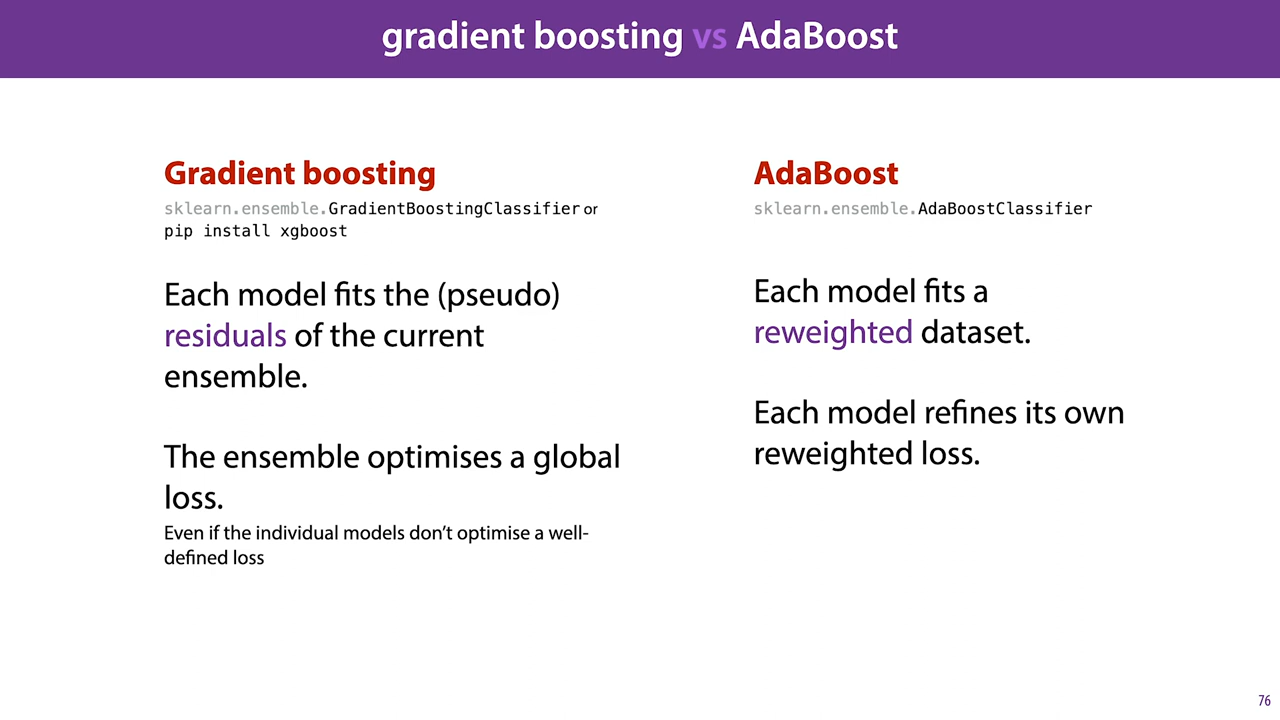 gradient boosting vs AdaBoost
Gradient boosting
sklearn.ensemble.GradientBoostingClassifier or
pip install xgboost
Each model fits the (pseudo)
residuals of the current
ensemble.
The ensemble optimises a global
loss.
Even if the individual models don’t optimise a well-
defined loss
AdaBoost
sklearn.ensemble.AdaBoostClassifier
Each model fits a
reweighted dataset.
Each model refines its own
reweighted loss.
76